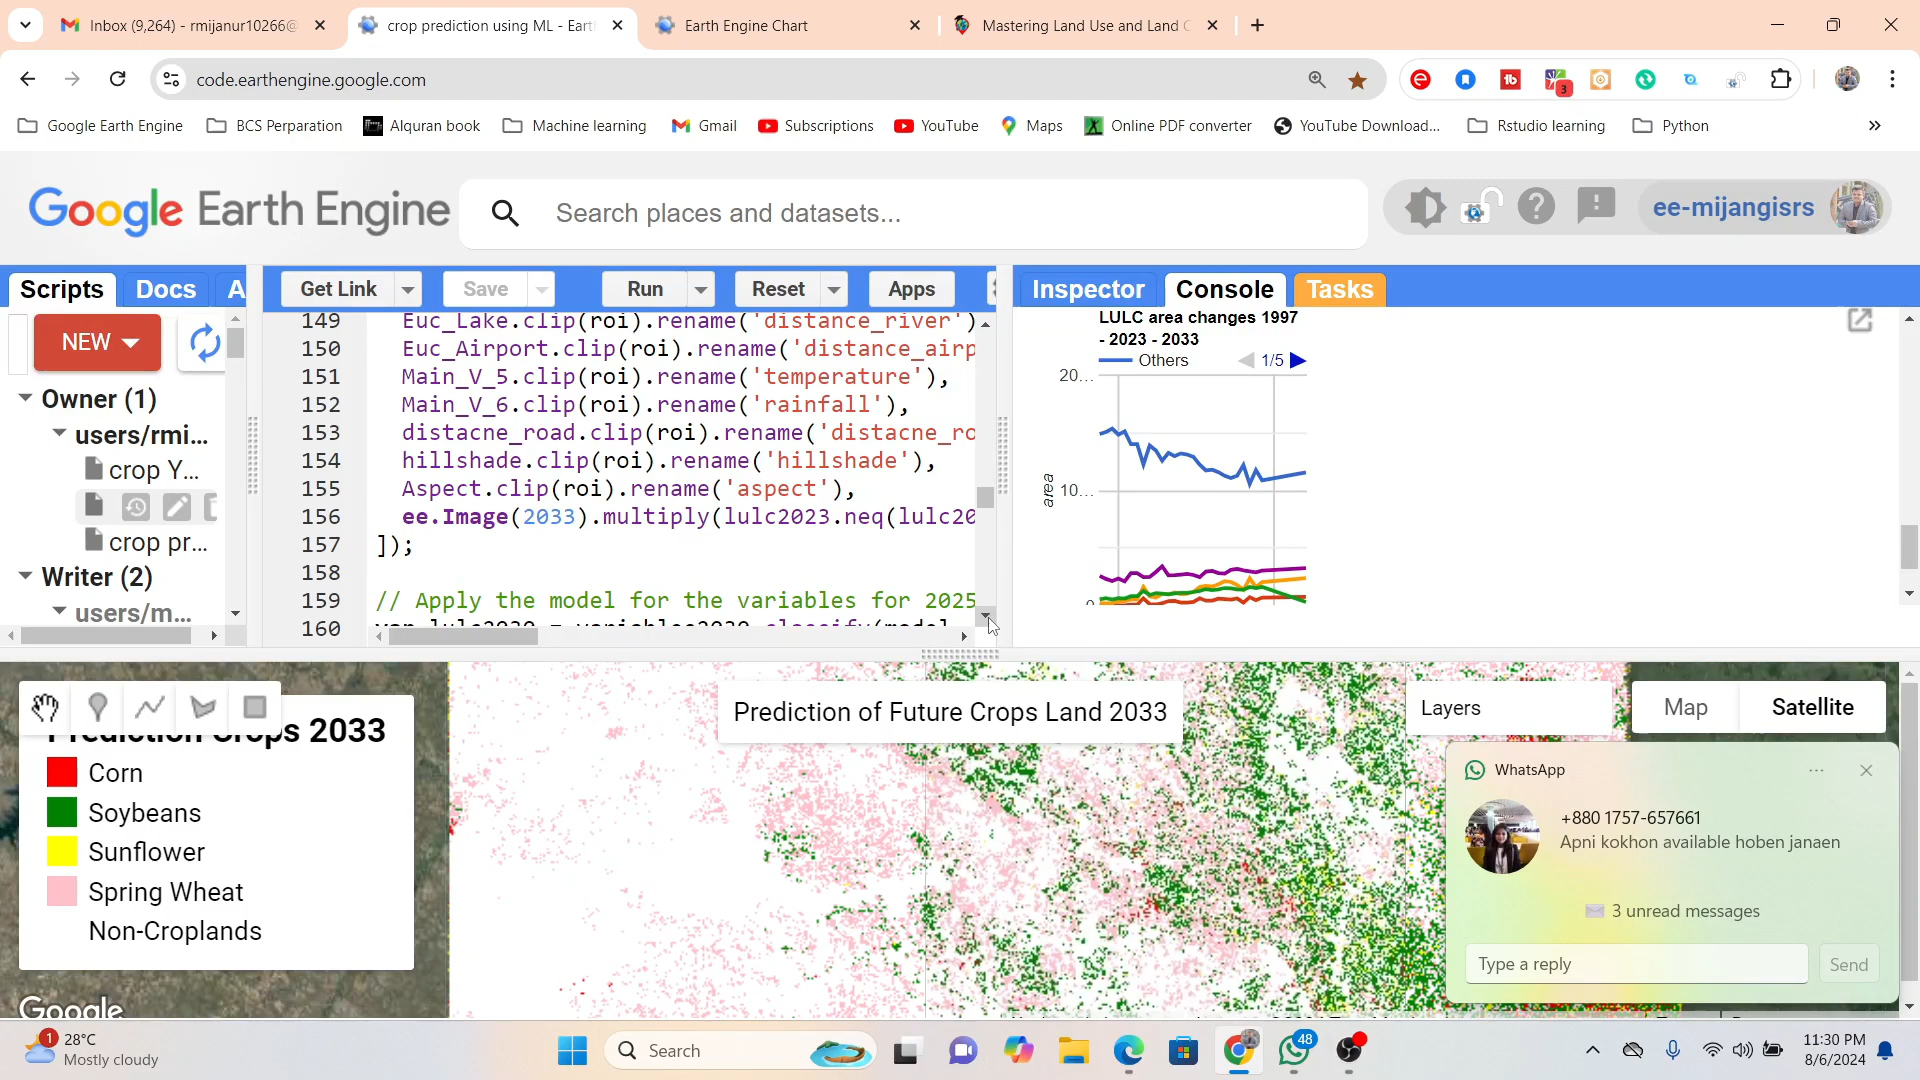 Inbox (9,264) - rmijanur10266@
crop prediction using ML - Eart
Earth Engine Chart
Mastering Land Use and Land C
code.earthengine.google.com
3
Google Earth Engine
BCS Perparation
Alquran book
Machine learning
Gmail
Subscriptions
YouTube
Maps
Online PDF converter
YouTube Download...
Rstudio learning
Python
Google Earth Engine
Search places and datasets...
ee-mijangisrs
Scripts
Docs
A
Get Link
Save
Run
Reset
Apps
Inspector
Console
Tasks
NEW
Owner (1)
users/rmi...
crop Y...
crop pr...
Writer (2)
users/m...
149 Euc_Lake.clip(roi).rename('distance_river')
150 Euc_Airport.clip(roi).rename('distance_airp
151 Main_V_5.clip(roi).rename('temperature'),
152 Main_V_6.clip(roi).rename('rainfall'),
153 distacne_road.clip(roi).rename('distacne_ro
154 hillshade.clip(roi).rename('hillshade'),
155 Aspect.clip(roi).rename('aspect'),
156 ee.Image(2033).multiply(lulc2023.neq(lulc20
157 ]);
158
159 // Apply the model for the variables for 2025
160
LULC area changes 1997
- 2023 - 2033
Others
1/5
20...
10...
0
area
Prediction Crops 2033
Corn
Soybeans
Sunflower
Spring Wheat
Non-Croplands
Google
Prediction of Future Crops Land 2033
Layers
Map
Satellite
WhatsApp
+880 1757-657661
Apni kokhon available hoben janaen
3 unread messages
Type a reply
Send
1
28°C
Mostly cloudy
Search
48
11:30 PM
8/6/2024